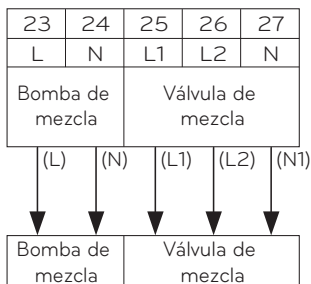 23 24 25 26 27
L N L1 L2 N
Bomba de Válvula de
mezcla mezcla
(L) (N) (L1) (L2) (N1)
Bomba de Válvula de
mezcla mezcla